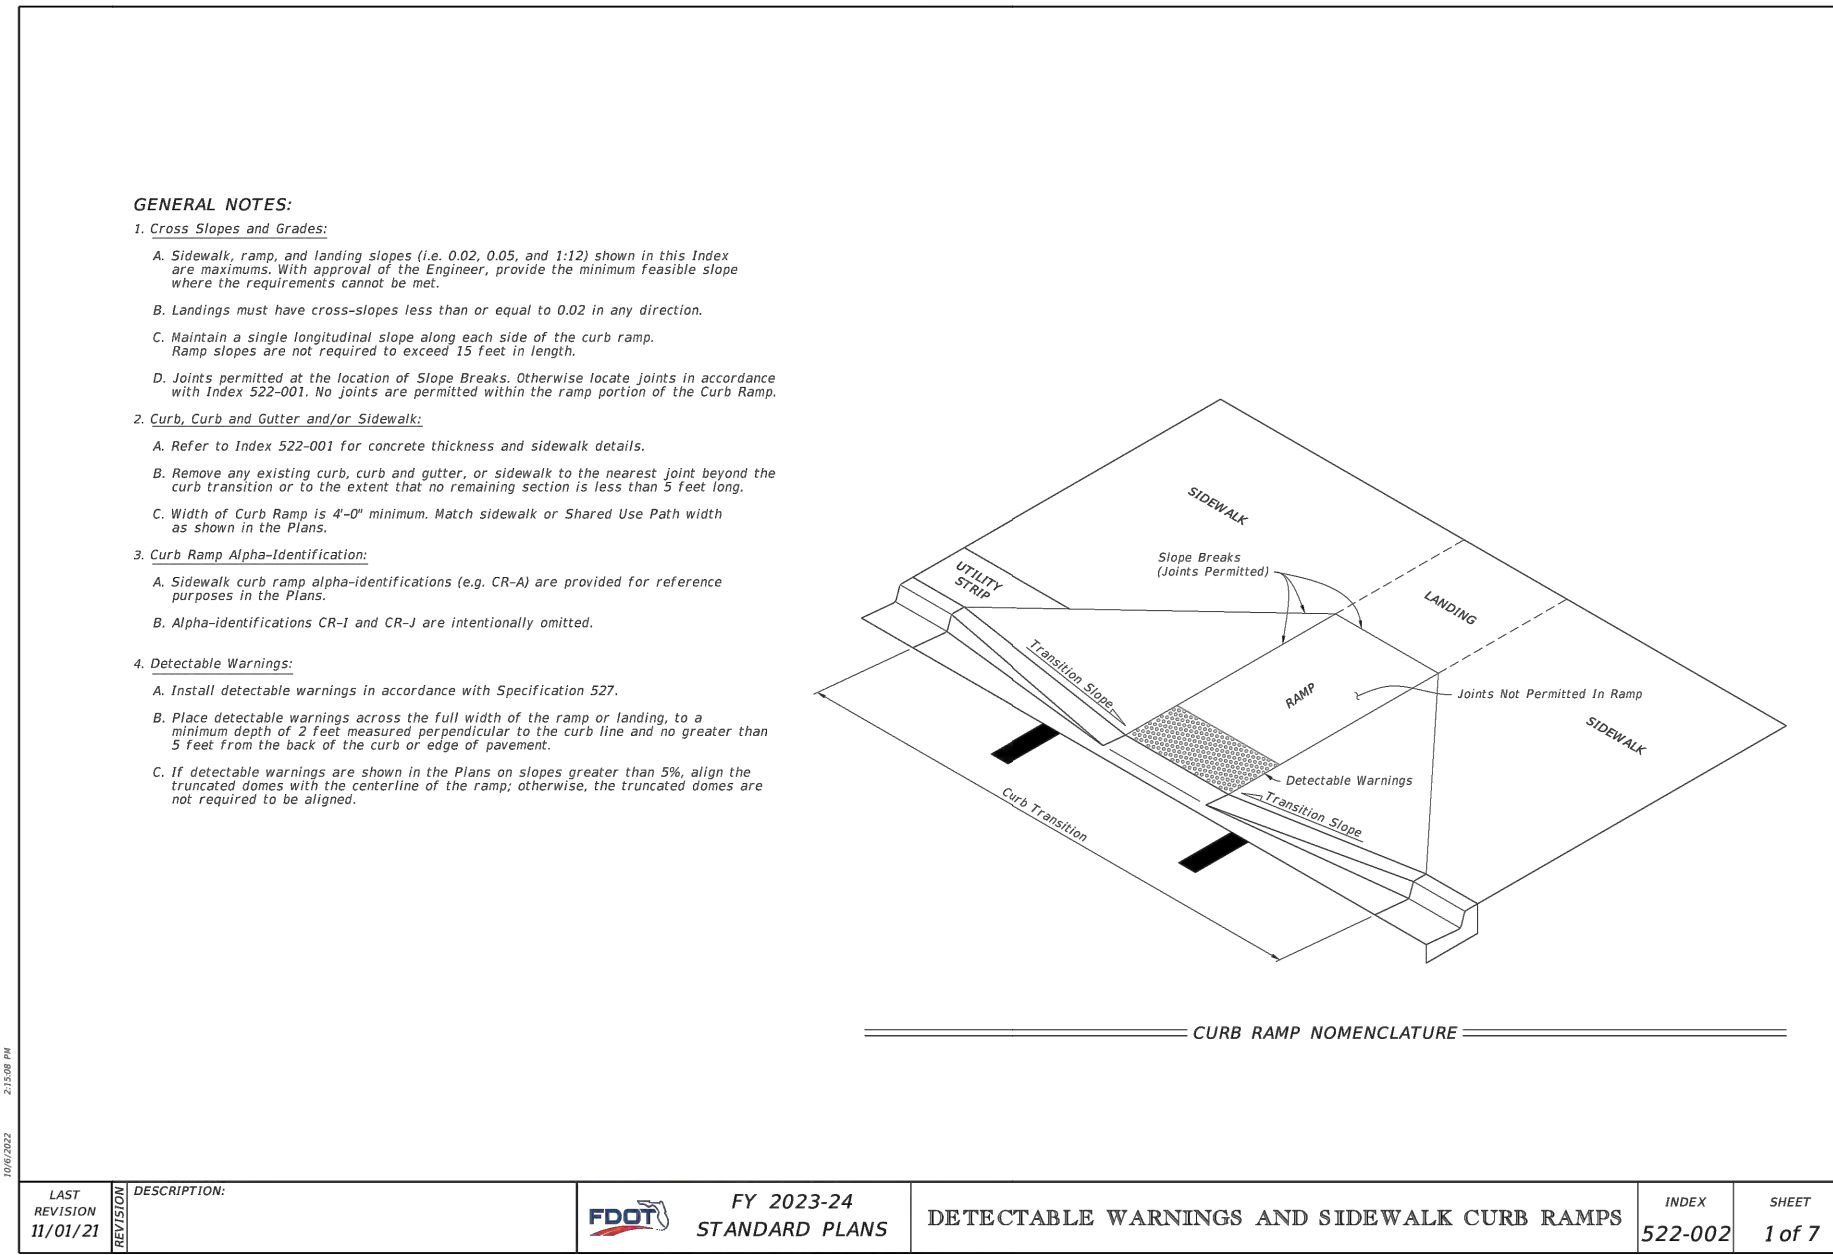 GENERAL NOTES:
1. Cross Slopes and Grades:
A. Sidewalk, ramp, and landing slopes (i.e. 0.02, 0.05, and 1:12) shown in this Index
are maximums. With approval of the Engineer, provide the minimum feasible slope
where the requirements cannot be met.
B. Landings must have cross-slopes less than or equal to 0.02 in any direction.
C. Maintain a single longitudinal slope along each side of the curb ramp.
Ramp slopes are not required to exceed 15 feet in length.
D. Joints permitted at the location of Slope Breaks. Otherwise locate joints in accordance
with Index 522-001. No joints are permitted within the ramp portion of the Curb Ramp.
2. Curb, Curb and Gutter and/or Sidewalk:
A. Refer to Index 522-001 for concrete thickness and sidewalk details.
B. Remove any existing curb, curb and gutter, or sidewalk to the nearest joint beyond the
curb transition or to the extent that no remaining section is less than 5 feet long.
C. Width of Curb Ramp is 4'-0" minimum. Match sidewalk or Shared Use Path width
as shown in the Plans.
3. Curb Ramp Alpha-Identification:
A. Sidewalk curb ramp alpha-identifications (e.g. CR-A) are provided for reference
purposes in the Plans.
B. Alpha-identifications CR-I and CR-J are intentionally omitted.
4. Detectable Warnings:
A. Install detectable warnings in accordance with Specification 527.
B. Place detectable warnings across the full width of the ramp or landing, to a
minimum depth of 2 feet measured perpendicular to the curb line and no greater than
5 feet from the back of the curb or edge of pavement.
C. If detectable warnings are shown in the Plans on slopes greater than 5%, align the
truncated domes with the centerline of the ramp; otherwise, the truncated domes are
not required to be aligned.
SIDEWALK
Slope Breaks
(Joints Permitted)
UTILITY
STRIP
LANDING
Transition Slope
RAMP
Joints Not Permitted In Ramp
SIDEWALK
Detectable Warnings
Transition Slope
Curb Transition
CURB RAMP NOMENCLATURE
2:15:08 PM
10/6/2022
LAST
REVISION
11/01/21
REVISION
DESCRIPTION:
FDOT
FY 2023-24
STANDARD PLANS
DETECTABLE WARNINGS AND SIDEWALK CURB RAMPS
INDEX
522-002
SHEET
1 of 7